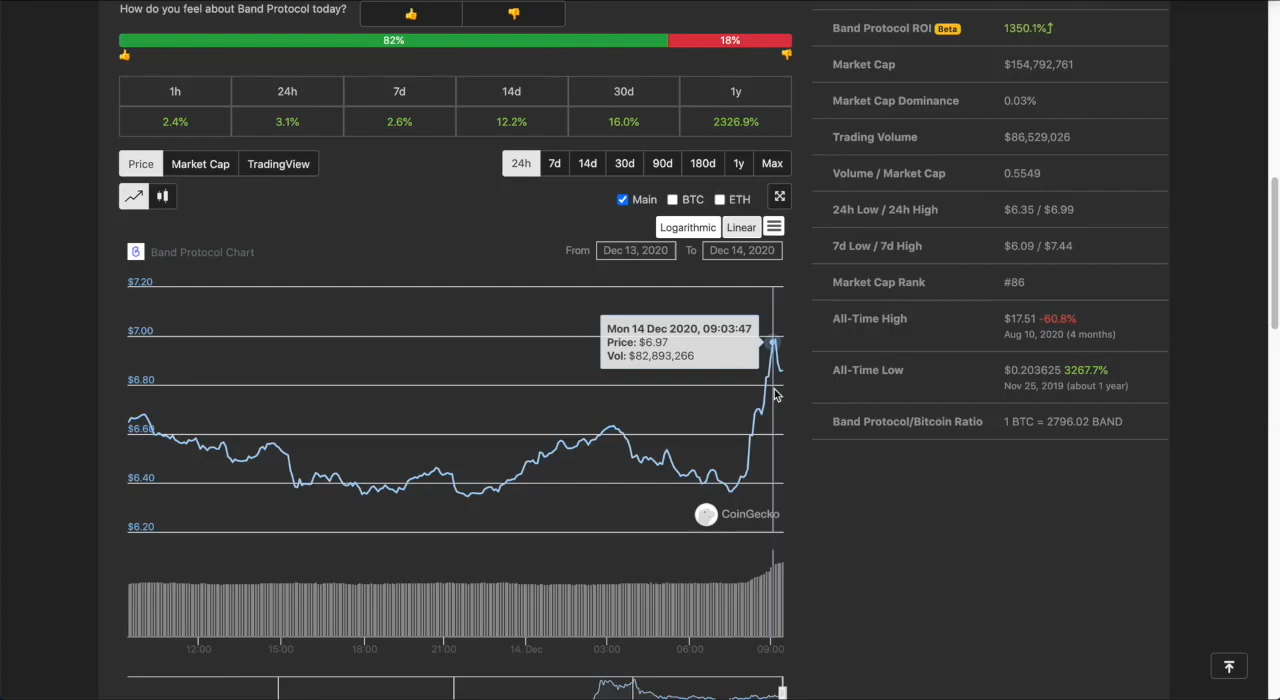 How do you feel about Band Protocol today?
82% 18%
1h 24h 7d 14d 30d 1y
2.4% 3.1% 2.6% 12.2% 16.0% 2326.9%
Price Market Cap TradingView
24h 7d 14d 30d 90d 180d 1y Max
Main BTC ETH
Logarithmic Linear
Band Protocol Chart
From Dec 13, 2020 To Dec 14, 2020
$7.20
$7.00
$6.80
$6.60
$6.40
$6.20
Mon 14 Dec 2020, 09:03:47
Price: $6.97
Vol: $82,893,266
CoinGecko
12:00 15:00 18:00 21:00 14. Dec 03:00 06:00 09:00
Band Protocol ROI Beta 1350.1%
Market Cap $154,792,761
Market Cap Dominance 0.03%
Trading Volume $86,529,026
Volume / Market Cap 0.5549
24h Low / 24h High $6.35 / $6.99
7d Low / 7d High $6.09 / $7.44
Market Cap Rank #86
All-Time High $17.51 -60.8%
Aug 10, 2020 (4 months)
All-Time Low $0.203625 3267.7%
Nov 25, 2019 (about 1 year)
Band Protocol/Bitcoin Ratio 1 BTC = 2796.02 BAND